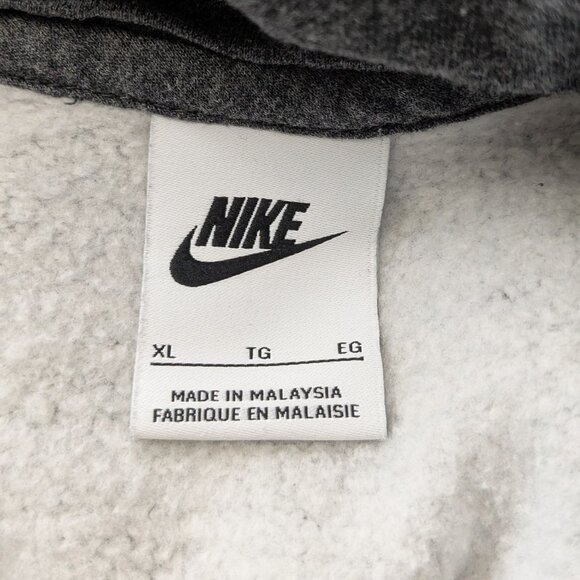 NIKE
XL TG EG
MADE IN MALAYSIA
FABRIQUE EN MALAISIE